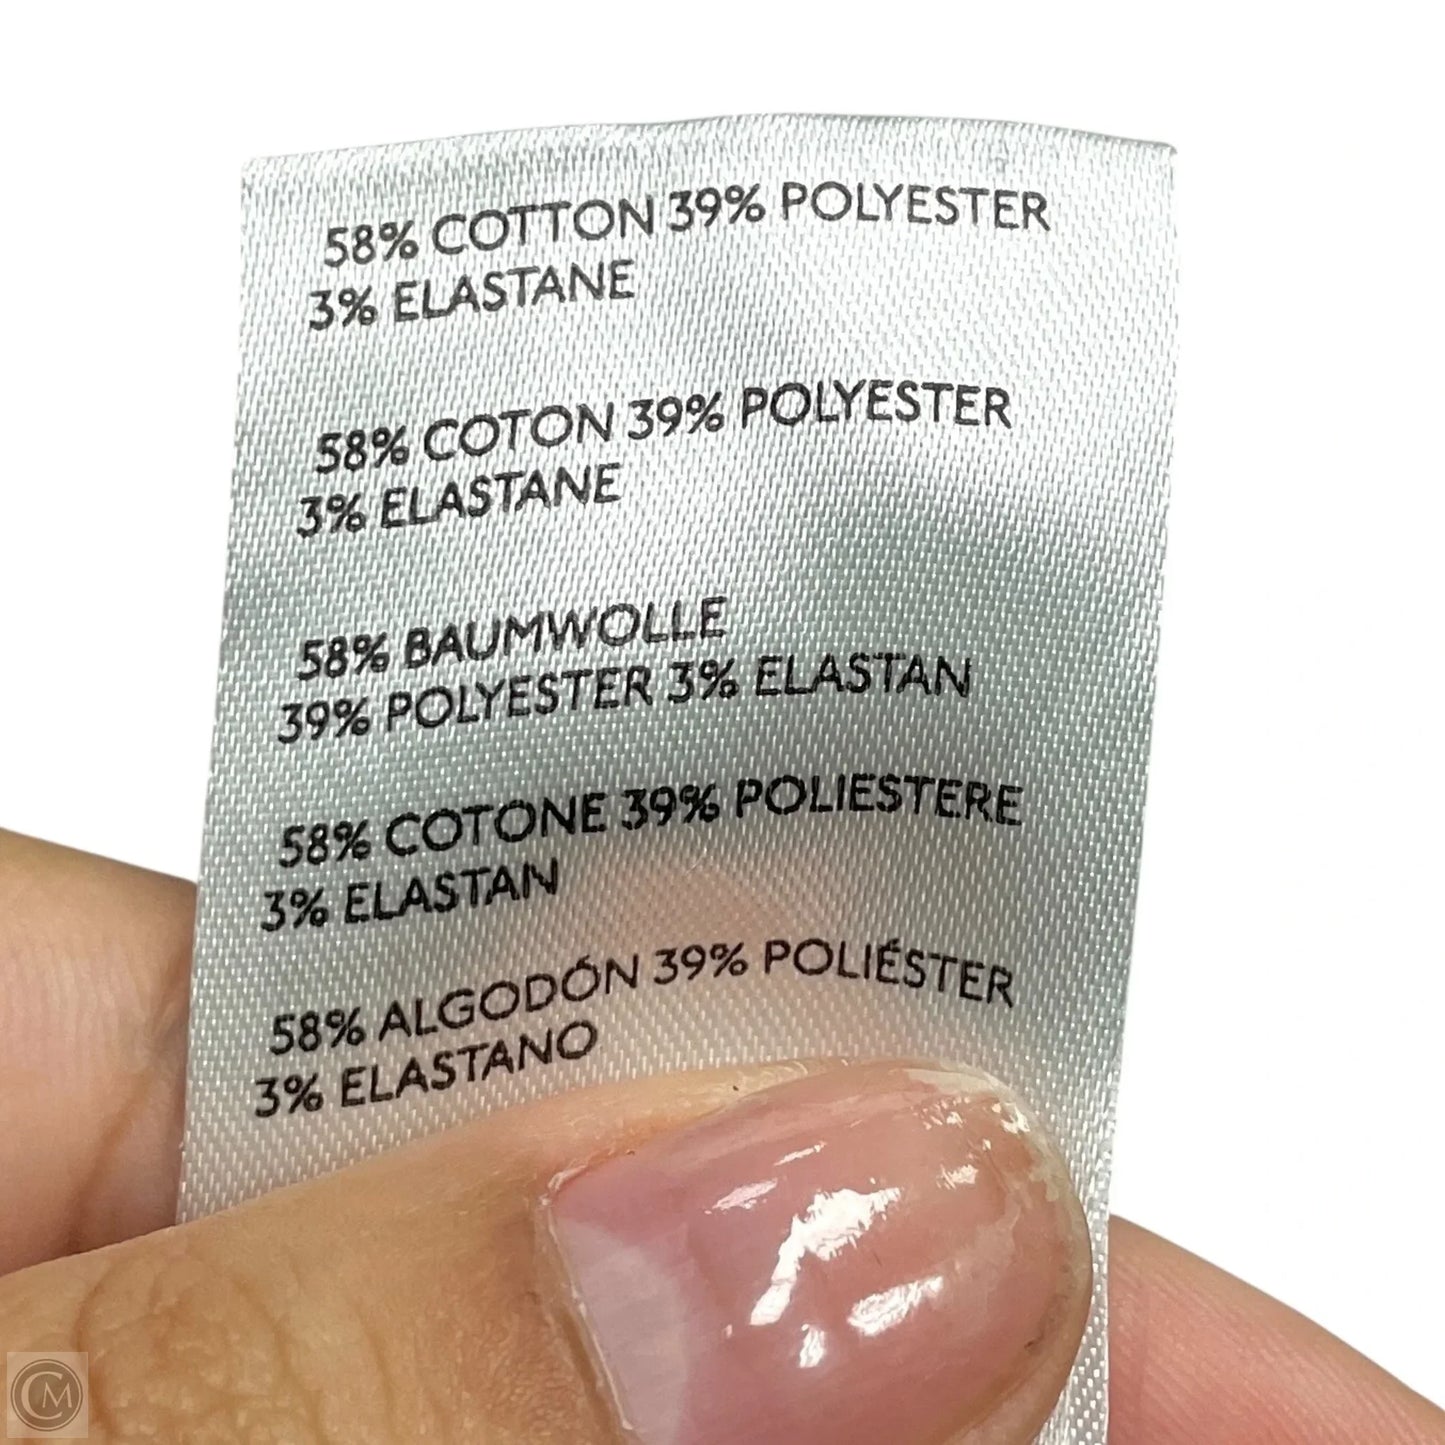 58% COTTON 39% POLYESTER
3% ELASTANE
58% COTON 39% POLYESTER
3% ELASTANE
58% BAUMWOLLE
39% POLYESTER 3% ELASTAN
58% COTONE 39% POLIESTERE
3% ELASTAN
58% ALGODÓN 39% POLIÉSTER
3% ELASTANO
CM